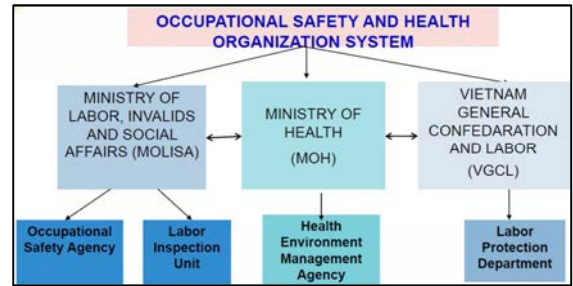 OCCUPATIONAL SAFETY AND HEALTH
ORGANIZATION SYSTEM
MINISTRY OF
LABOR, INVALIDS
AND SOCIAL
AFFAIRS (MOLISA)
MINISTRY OF
HEALTH
(MOH)
VIETNAM
GENERAL
CONFEDARATION
AND LABOR
(VGCL)
Occupational
Safety Agency
Labor
Inspection
Unit
Health
Environment
Management
Agency
Labor
Protection
Department